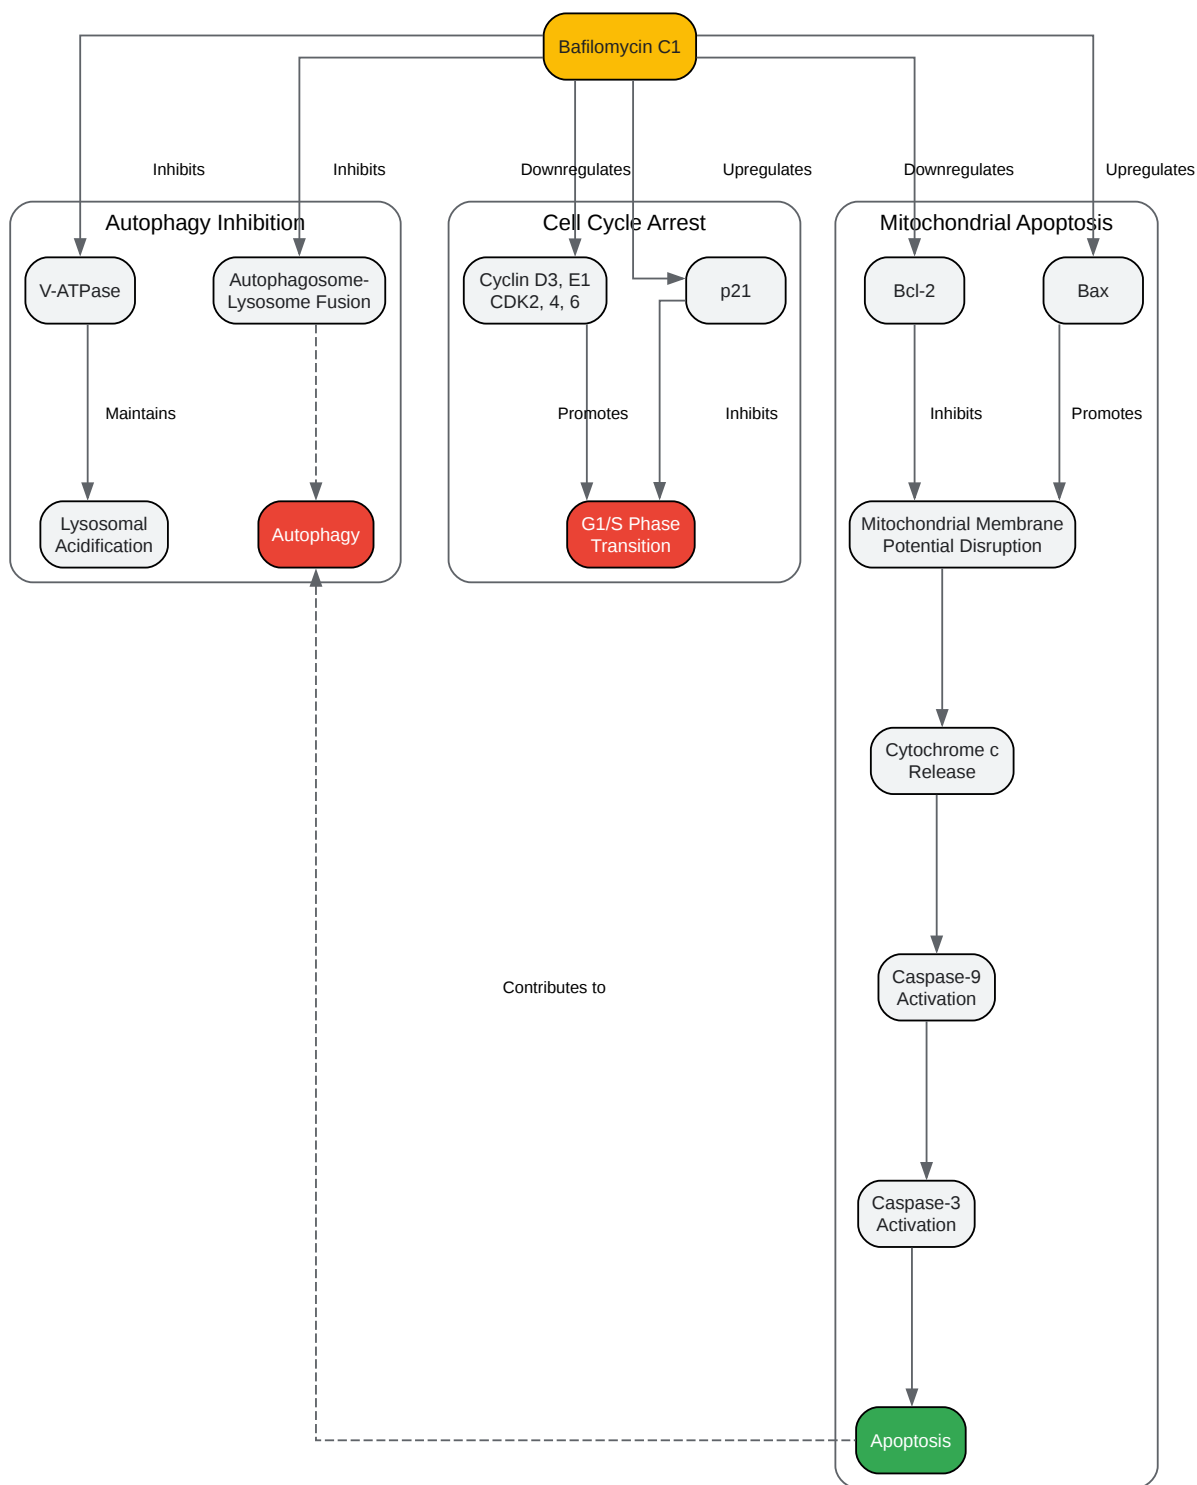 Bafilomycin C1
Inhibits
Inhibits
Downregulates
Upregulates
Downregulates
Upregulates
Autophagy Inhibition
Cell Cycle Arrest
Mitochondrial Apoptosis
V-ATPase
Autophagosome-
Lysosome Fusion
Cyclin D3, E1
CDK2, 4, 6
p21
Bcl-2
Bax
Maintains
Promotes
Inhibits
Inhibits
Promotes
Lysosomal
Acidification
Autophagy
G1/S Phase
Transition
Mitochondrial Membrane
Potential Disruption
Cytochrome c
Release
Caspase-9
Activation
Contributes to
Caspase-3
Activation
Apoptosis